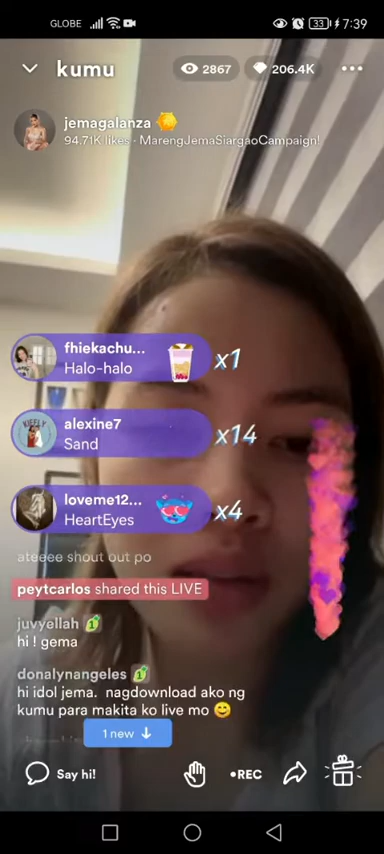 GLOBE
33
7:39
kumu
2867
206.4K
jemagalanza
94.71K likes · MarengJemaSiargaoCampaign!
fhiekachu...
Halo-halo
x1
alexine7
Sand
x14
loveme12...
HeartEyes
x4
ateeee shout out po
peytcarlos shared this LIVE
juvyellah 1
hi ! gema
donalynangeles 1
hi idol jema. nagdownload ako ng
kumu para makita ko live mo 😊
1 new ↓
Say hi!
•REC